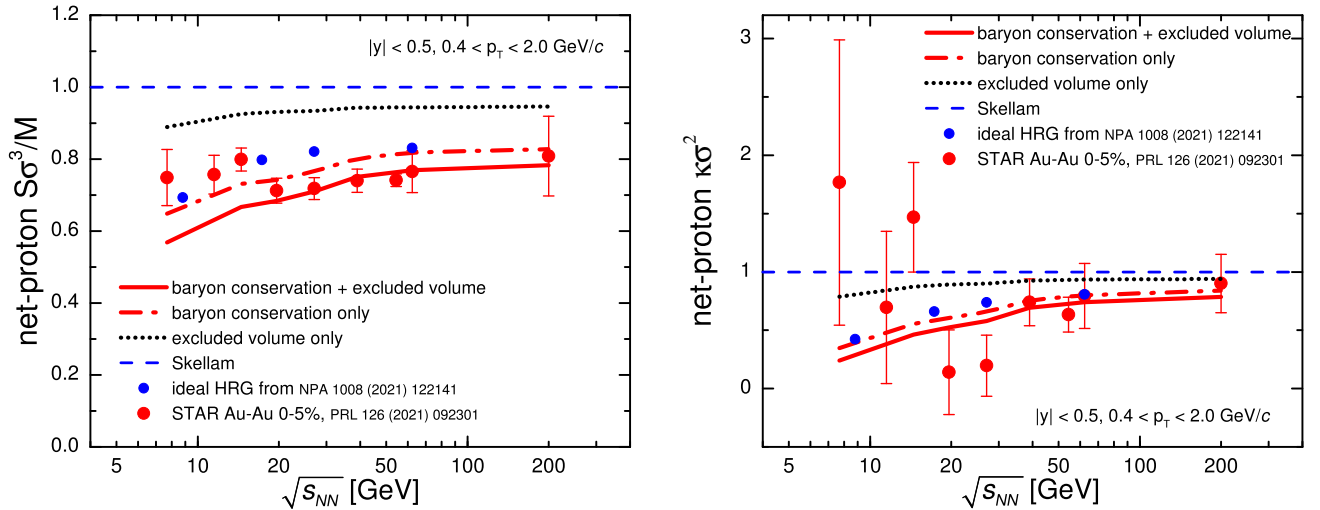 net-proton Sσ³/M
1.2
1.0
0.8
0.6
0.4
0.2
0.0
|y| < 0.5, 0.4 < p_T < 2.0 GeV/c
baryon conservation + excluded volume
baryon conservation only
excluded volume only
Skellam
ideal HRG from NPA 1008 (2021) 122141
STAR Au-Au 0-5%, PRL 126 (2021) 092301
5 10 20 50 100 200
√s_NN [GeV]
net-proton κσ²
3
2
1
0
baryon conservation + excluded volume
baryon conservation only
excluded volume only
Skellam
ideal HRG from NPA 1008 (2021) 122141
STAR Au-Au 0-5%, PRL 126 (2021) 092301
|y| < 0.5, 0.4 < p_T < 2.0 GeV/c
5 10 20 50 100 200
√s_NN [GeV]